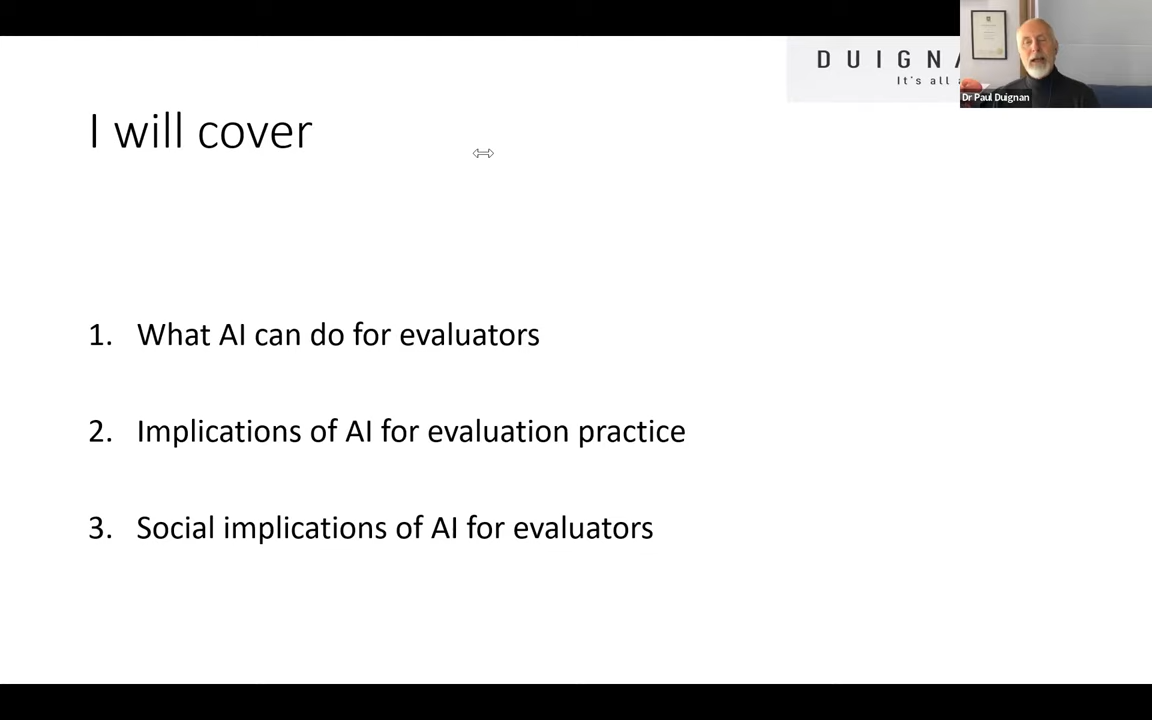 DUIGNA
It's all
Dr Paul Duignan
I will cover
1. What AI can do for evaluators
2. Implications of AI for evaluation practice
3. Social implications of AI for evaluators